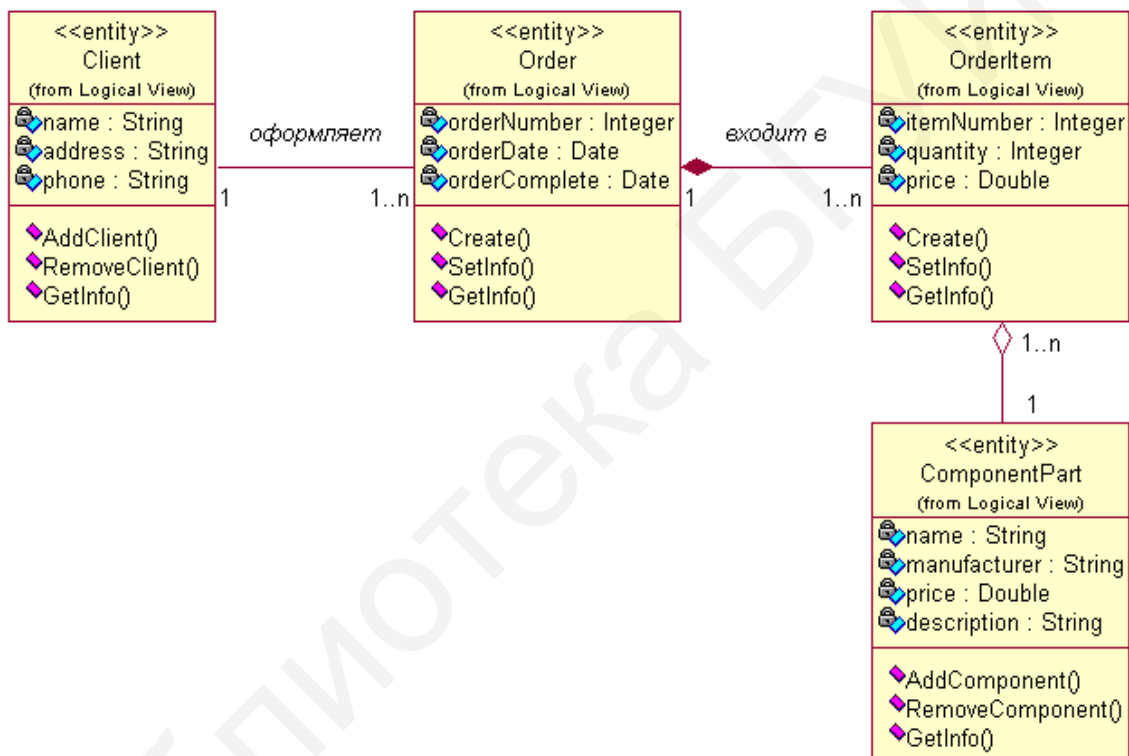 <<entity>>
Client
(from Logical View)
name : String
address : String
phone : String
AddClient()
RemoveClient()
GetInfo()
оформляет
1
1..n
<<entity>>
Order
(from Logical View)
orderNumber : Integer
orderDate : Date
orderComplete : Date
Create()
SetInfo()
GetInfo()
входит в
1
1..n
<<entity>>
OrderItem
(from Logical View)
itemNumber : Integer
quantity : Integer
price : Double
Create()
SetInfo()
GetInfo()
1..n
1
<<entity>>
ComponentPart
(from Logical View)
name : String
manufacturer : String
price : Double
description : String
AddComponent()
RemoveComponent()
GetInfo()